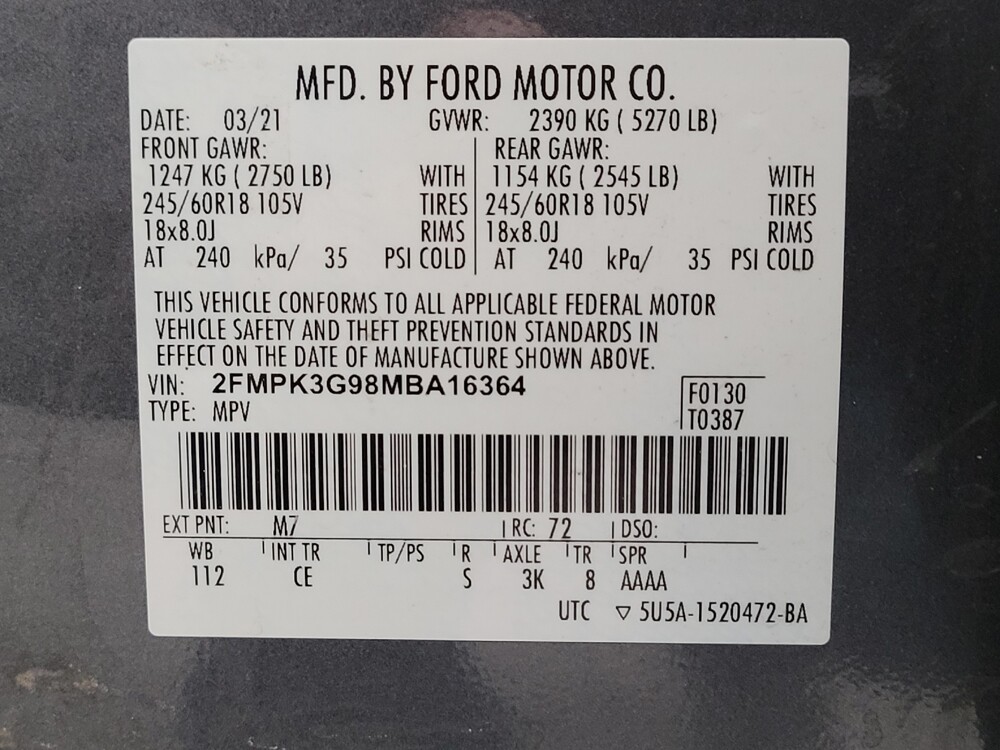 MFD. BY FORD MOTOR CO.
DATE: 03/21 GVWR: 2390 KG ( 5270 LB)
FRONT GAWR: REAR GAWR:
1247 KG ( 2750 LB) WITH 1154 KG ( 2545 LB) WITH
245/60R18 105V TIRES 245/60R18 105V TIRES
18x8.0J RIMS 18x8.0J RIMS
AT 240 kPa/ 35 PSI COLD AT 240 kPa/ 35 PSI COLD
THIS VEHICLE CONFORMS TO ALL APPLICABLE FEDERAL MOTOR
VEHICLE SAFETY AND THEFT PREVENTION STANDARDS IN
EFFECT ON THE DATE OF MANUFACTURE SHOWN ABOVE.
VIN: 2FMPK3G98MBA16364 F0130
TYPE: MPV T0387
EXT PNT: M7 RC: 72 DSO:
WB INT TR TP/PS R AXLE TR SPR
112 CE S 3K 8 AAAA
UTC ▽ 5U5A-1520472-BA